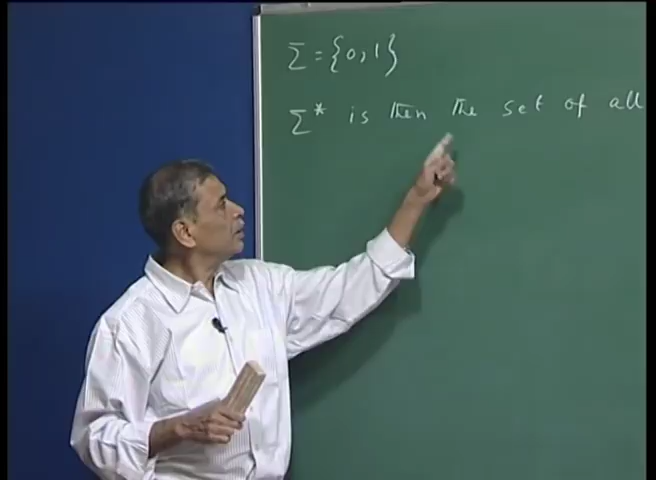 Σ = {0, 1}
Σ* is then the set of all